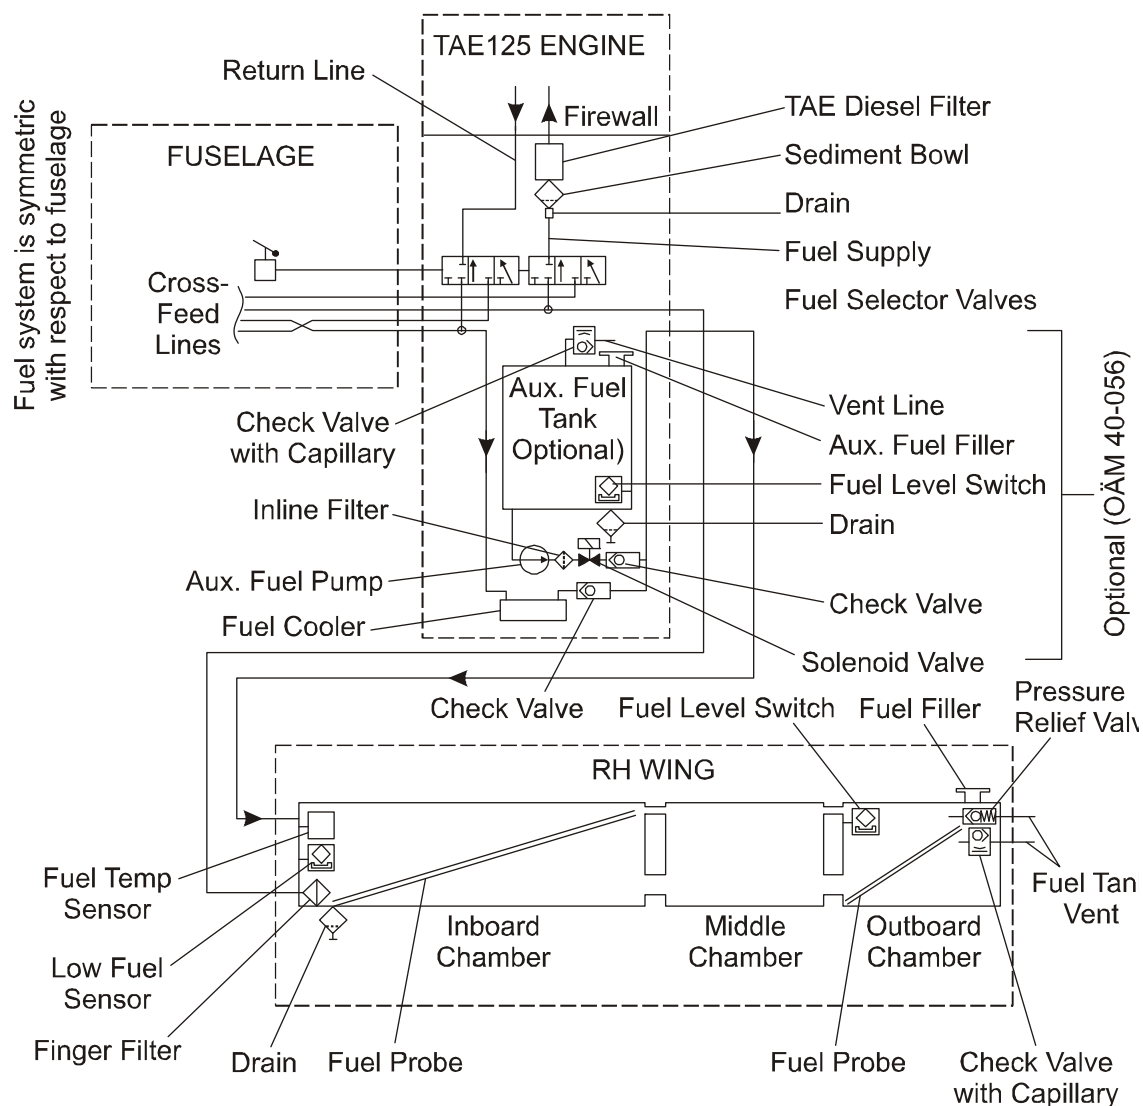 TAE125 ENGINE
Return Line
Firewall
TAE Diesel Filter
Sediment Bowl
Drain
Fuel Supply
Fuel Selector Valves
Fuel system is symmetric
with respect to fuselage
FUSELAGE
Cross-
Feed
Lines
Check Valve
with Capillary
Aux. Fuel
Tank
Optional)
Vent Line
Aux. Fuel Filler
Fuel Level Switch
Drain
Optional (OÄM 40-056)
Inline Filter
Aux. Fuel Pump
Fuel Cooler
Check Valve
Solenoid Valve
Check Valve
Fuel Level Switch
Fuel Filler
Pressure
Relief Valv
RH WING
Fuel Temp
Sensor
Low Fuel
Sensor
Finger Filter
Drain
Fuel Probe
Inboard
Chamber
Middle
Chamber
Outboard
Chamber
Fuel Tan
Vent
Fuel Probe
Check Valve
with Capillary